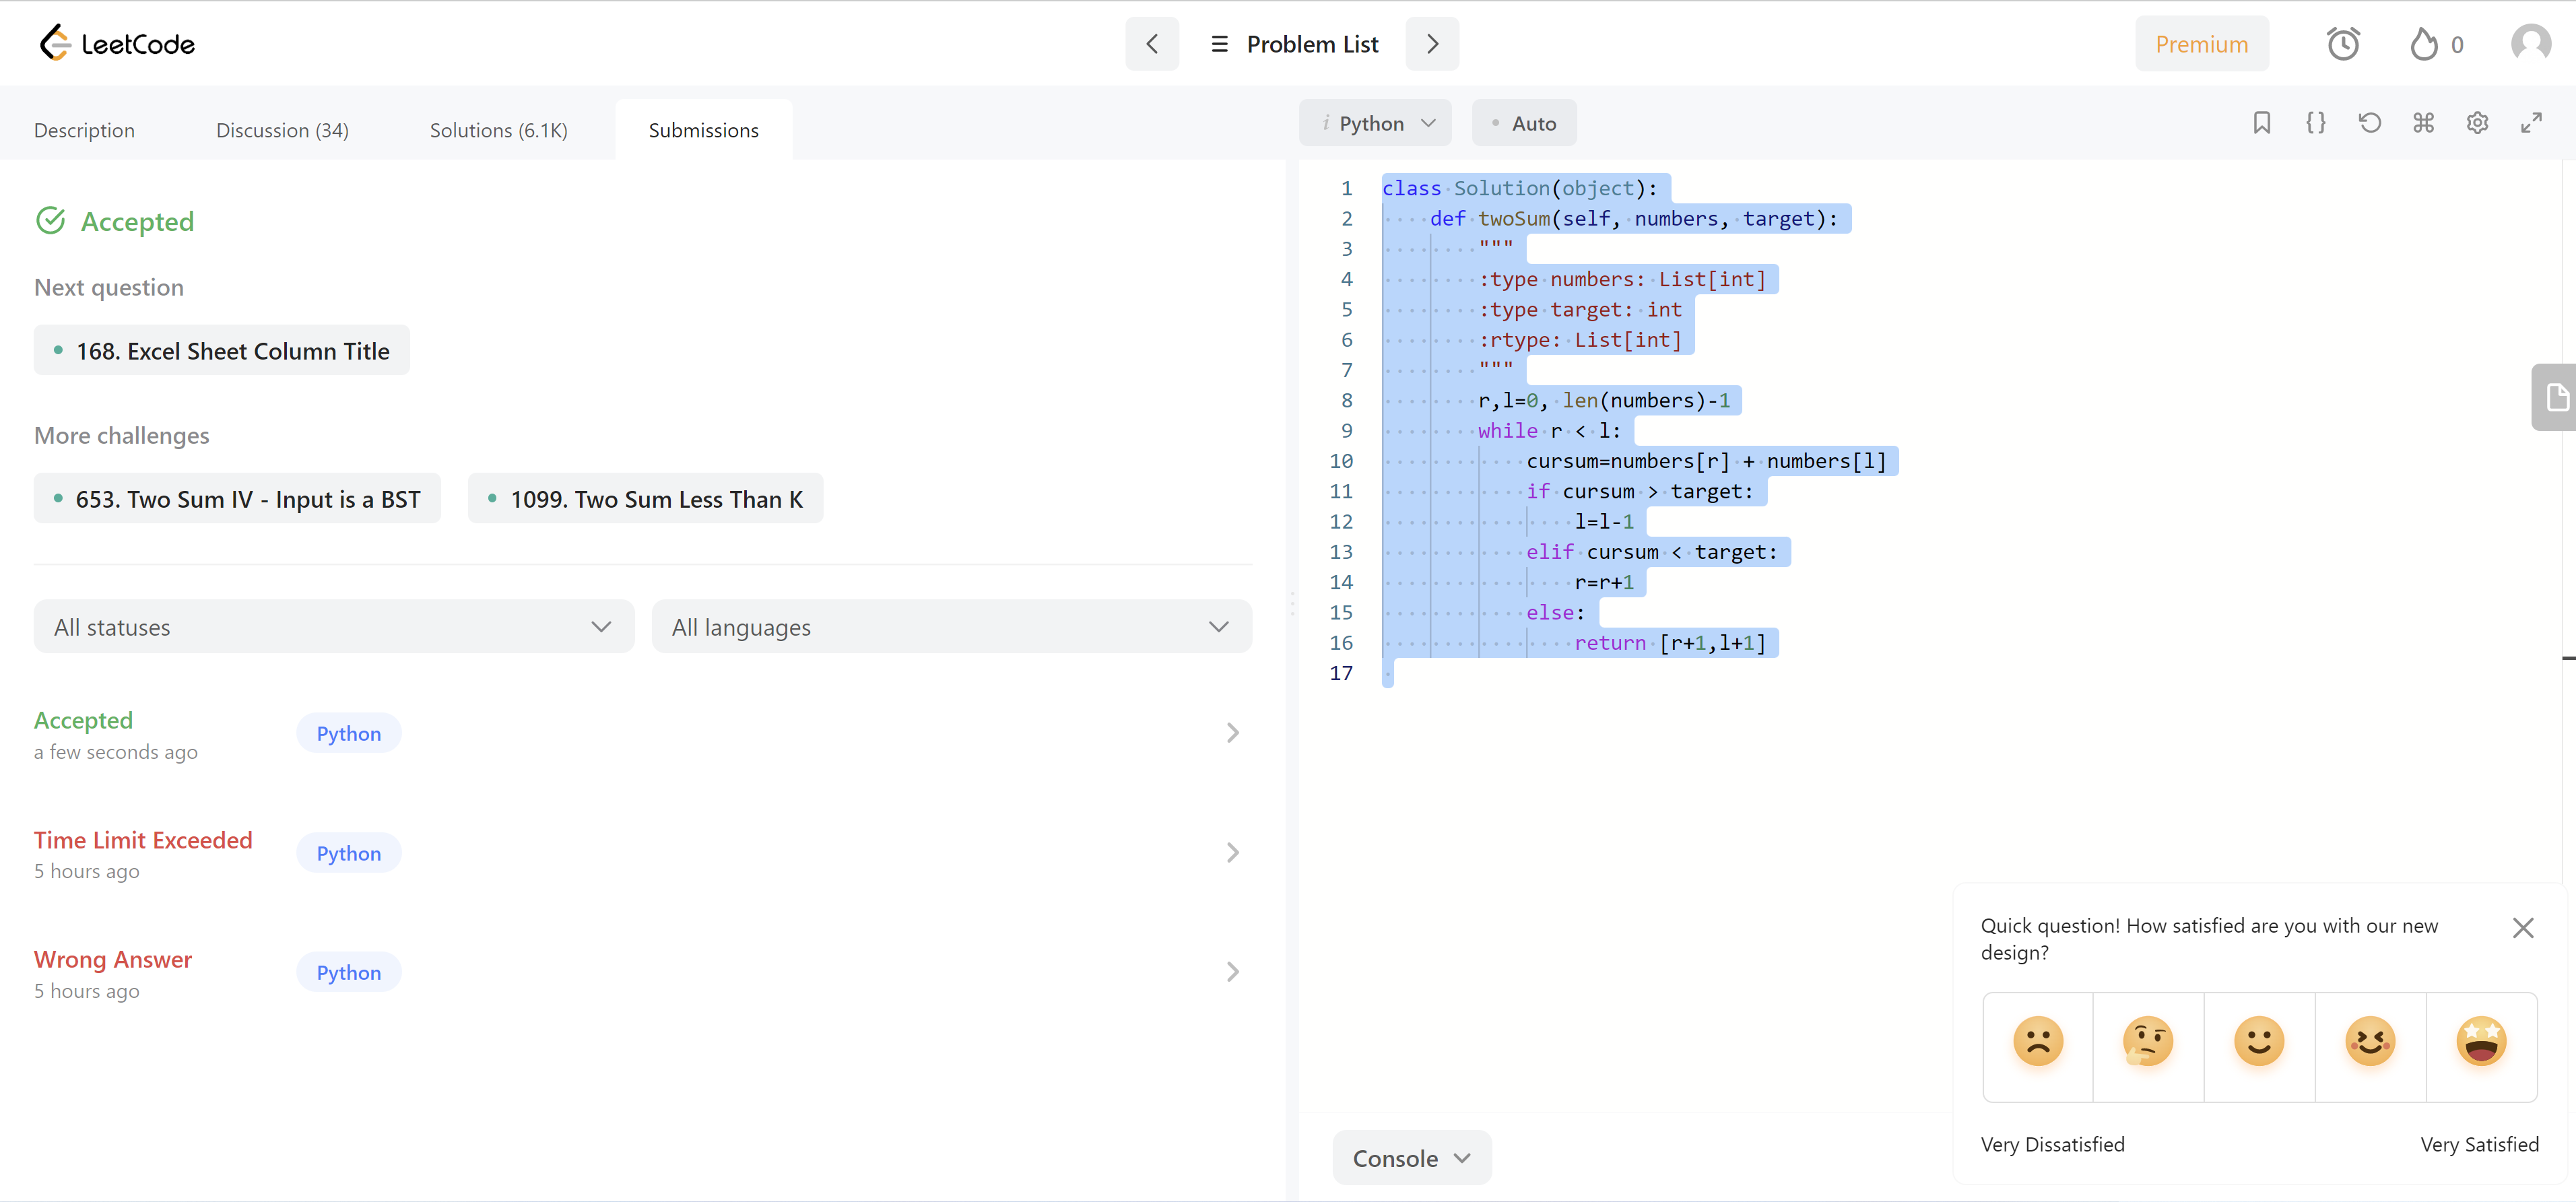 LeetCode
Problem List
Premium
0
Description
Discussion (34)
Solutions (6.1K)
Submissions
Accepted
Next question
168. Excel Sheet Column Title
More challenges
653. Two Sum IV - Input is a BST
1099. Two Sum Less Than K
All statuses
All languages
Accepted
a few seconds ago
Python
Time Limit Exceeded
5 hours ago
Python
Wrong Answer
5 hours ago
Python
i Python
Auto
{}
1 class Solution(object):
2     def twoSum(self, numbers, target):
3         """
4         :type numbers: List[int]
5         :type target: int
6         :rtype: List[int]
7         """
8         r,l=0, len(numbers)-1
9         while r < l:
10             cursum=numbers[r] + numbers[l]
11             if cursum > target:
12                 l=l-1
13             elif cursum < target:
14                 r=r+1
15             else:
16                 return [r+1,l+1]
17
Console
Quick question! How satisfied are you with our new
design?
Very Dissatisfied
Very Satisfied